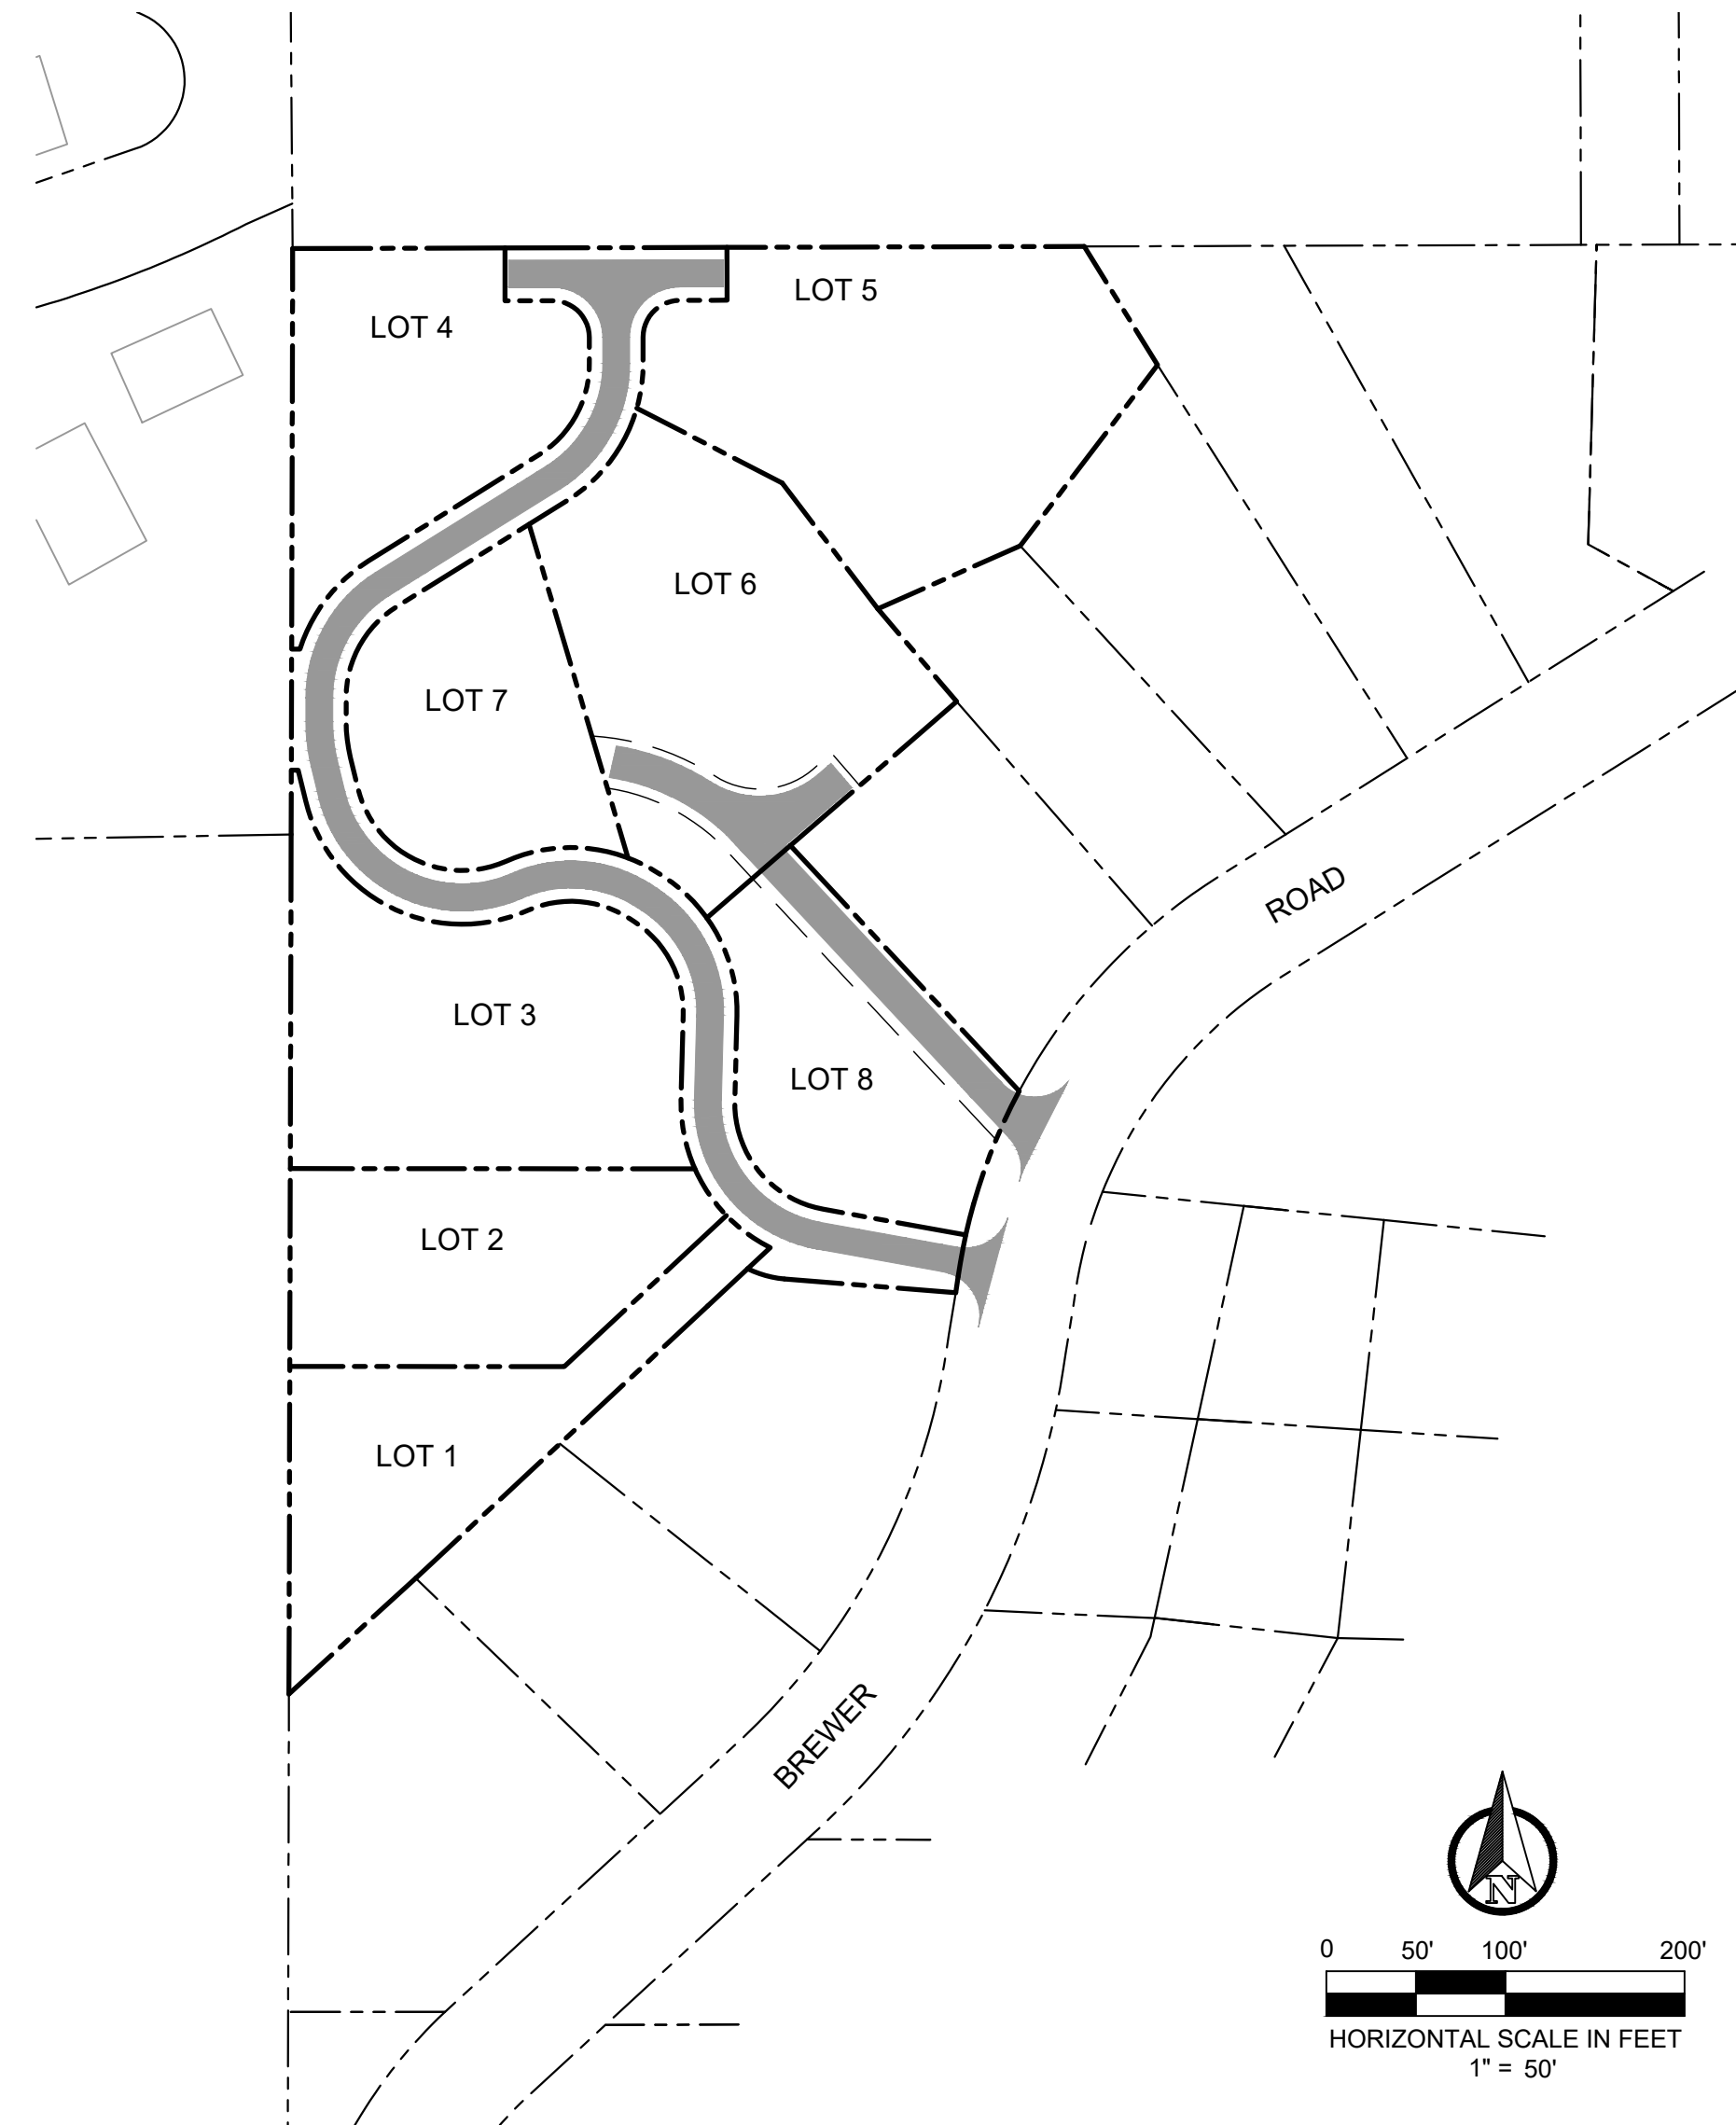 LOT 5
LOT 4
LOT 6
LOT 7
ROAD
LOT 3
LOT 8
LOT 2
LOT 1
BREWER
N
0 50' 100' 200'
HORIZONTAL SCALE IN FEET
1" = 50'